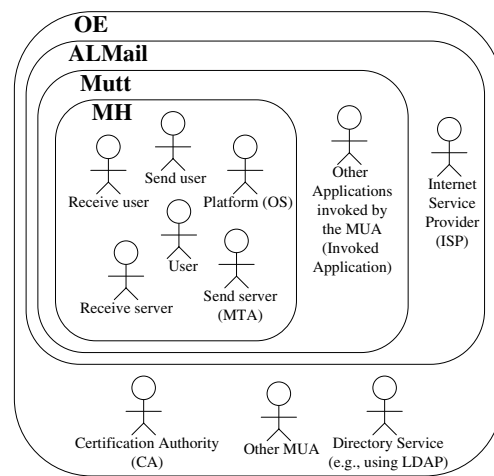 OE
ALMail
Mutt
MH
Receive user
Send user
Platform (OS)
User
Receive server
Send server
(MTA)
Other
Applications
invoked by
the MUA
(Invoked
Application)
Internet
Service
Provider
(ISP)
Certification Authority
(CA)
Other MUA
Directory Service
(e.g., using LDAP)